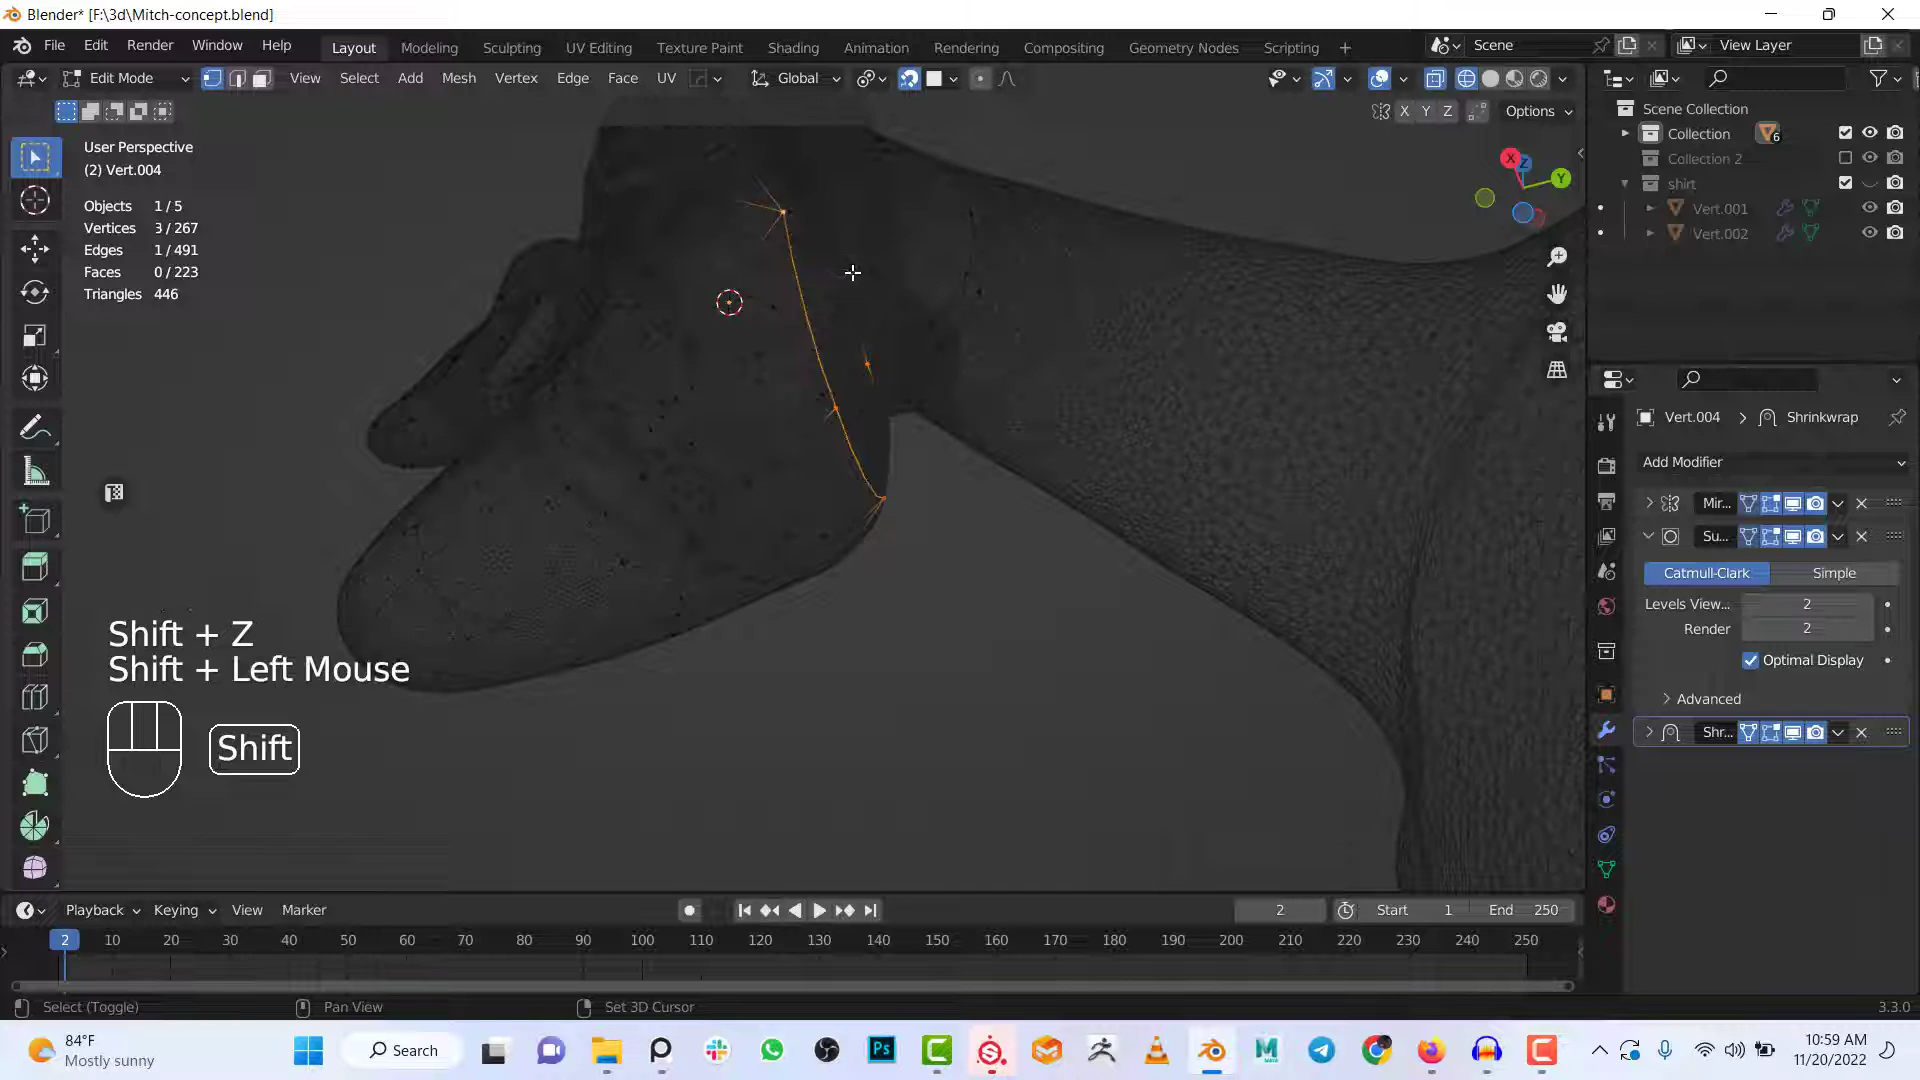 Blender* [F:\3d\Mitch-concept.blend]
File Edit Render Window Help Layout Modeling Sculpting UV Editing Texture Paint Shading Animation Rendering Compositing Geometry Nodes Scripting + Scene View Layer
Edit Mode View Select Add Mesh Vertex Edge Face UV Global
X Y Z Options
Scene Collection
Collection 6
Collection 2
shirt
Vert.001
Vert.002
User Perspective
(2) Vert.004
Objects 1 / 5
Vertices 3 / 267
Edges 1 / 491
Faces 0 / 223
Triangles 446
X Z Y
Vert.004 > Shrinkwrap
Add Modifier
Mir...
Su...
Catmull-Clark Simple
Levels View... 2
Render 2
Optimal Display
Advanced
Shr...
Shift + Z
Shift + Left Mouse
Shift
Playback Keying View Marker 2 Start 1 End 250
2 10 20 30 40 50 60 70 80 90 100 110 120 130 140 150 160 170 180 190 200 210 220 230 240 250
Select (Toggle) Pan View Set 3D Cursor 3.3.0
84°F
Mostly sunny
Search
Ps
10:59 AM
11/20/2022